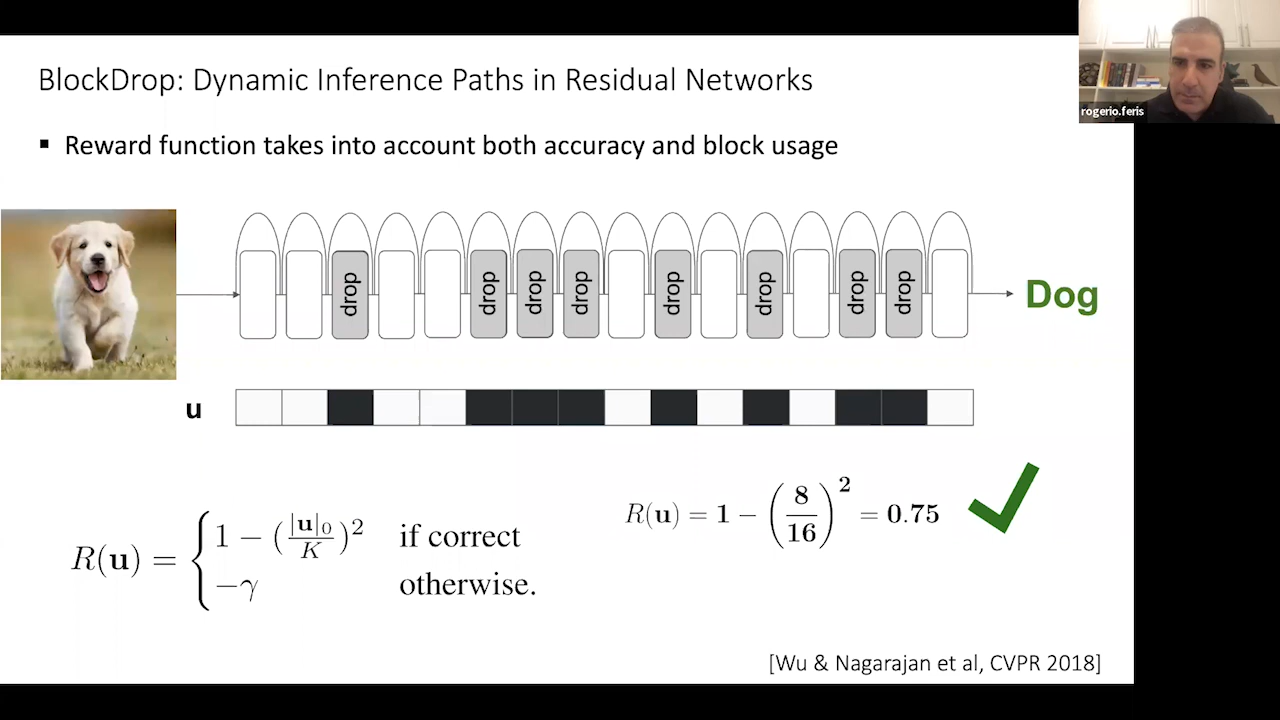 BlockDrop: Dynamic Inference Paths in Residual Networks
rogerio.feris
▪ Reward function takes into account both accuracy and block usage
drop drop drop drop drop drop drop drop
Dog
u
R(u) = 1 − (8/16)² = 0.75
R(u) = { 1 − (|u|₀/K)² if correct
−γ otherwise.
[Wu & Nagarajan et al, CVPR 2018]